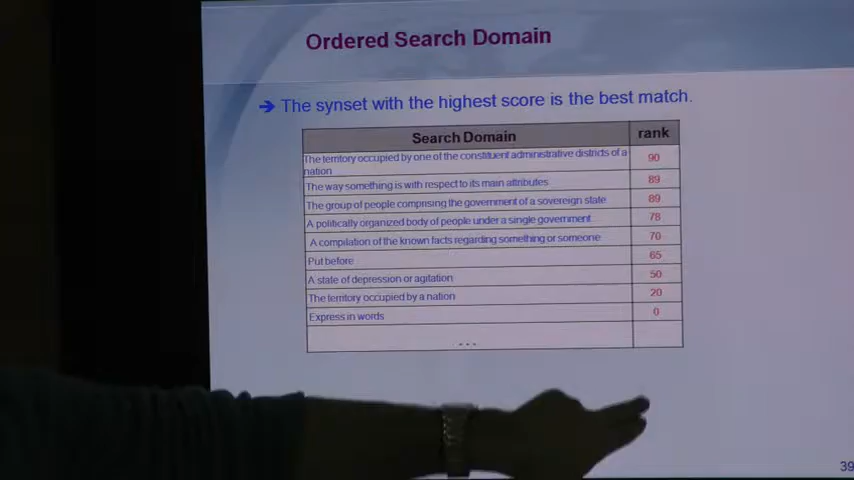 Ordered Search Domain
The synset with the highest score is the best match.
Search Domain rank
The territory occupied by one of the constituent administrative districts of a
nation 90
The way something is with respect to its main attributes 89
The group of people comprising the government of a sovereign state 89
A politically organized body of people under a single government 78
A compilation of the known facts regarding something or someone 70
Put before 65
A state of depression or agitation 50
The territory occupied by a nation 20
Express in words 0
...
39